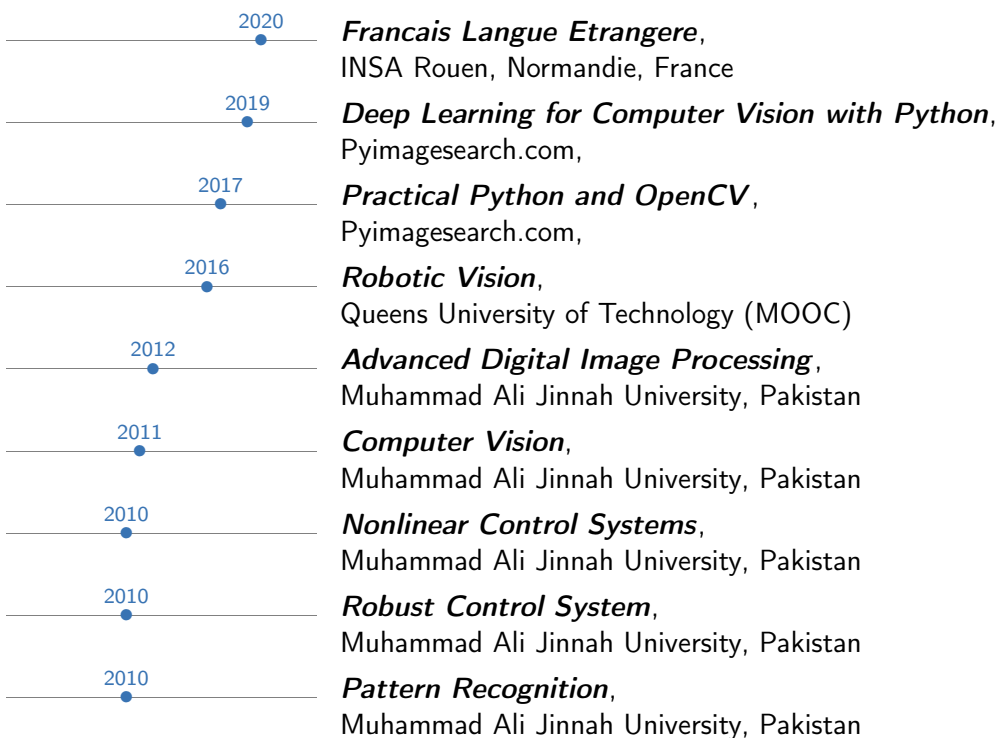 2020
Francais Langue Etrangere,
INSA Rouen, Normandie, France
2019
Deep Learning for Computer Vision with Python,
Pyimagesearch.com,
2017
Practical Python and OpenCV,
Pyimagesearch.com,
2016
Robotic Vision,
Queens University of Technology (MOOC)
2012
Advanced Digital Image Processing,
Muhammad Ali Jinnah University, Pakistan
2011
Computer Vision,
Muhammad Ali Jinnah University, Pakistan
2010
Nonlinear Control Systems,
Muhammad Ali Jinnah University, Pakistan
2010
Robust Control System,
Muhammad Ali Jinnah University, Pakistan
2010
Pattern Recognition,
Muhammad Ali Jinnah University, Pakistan